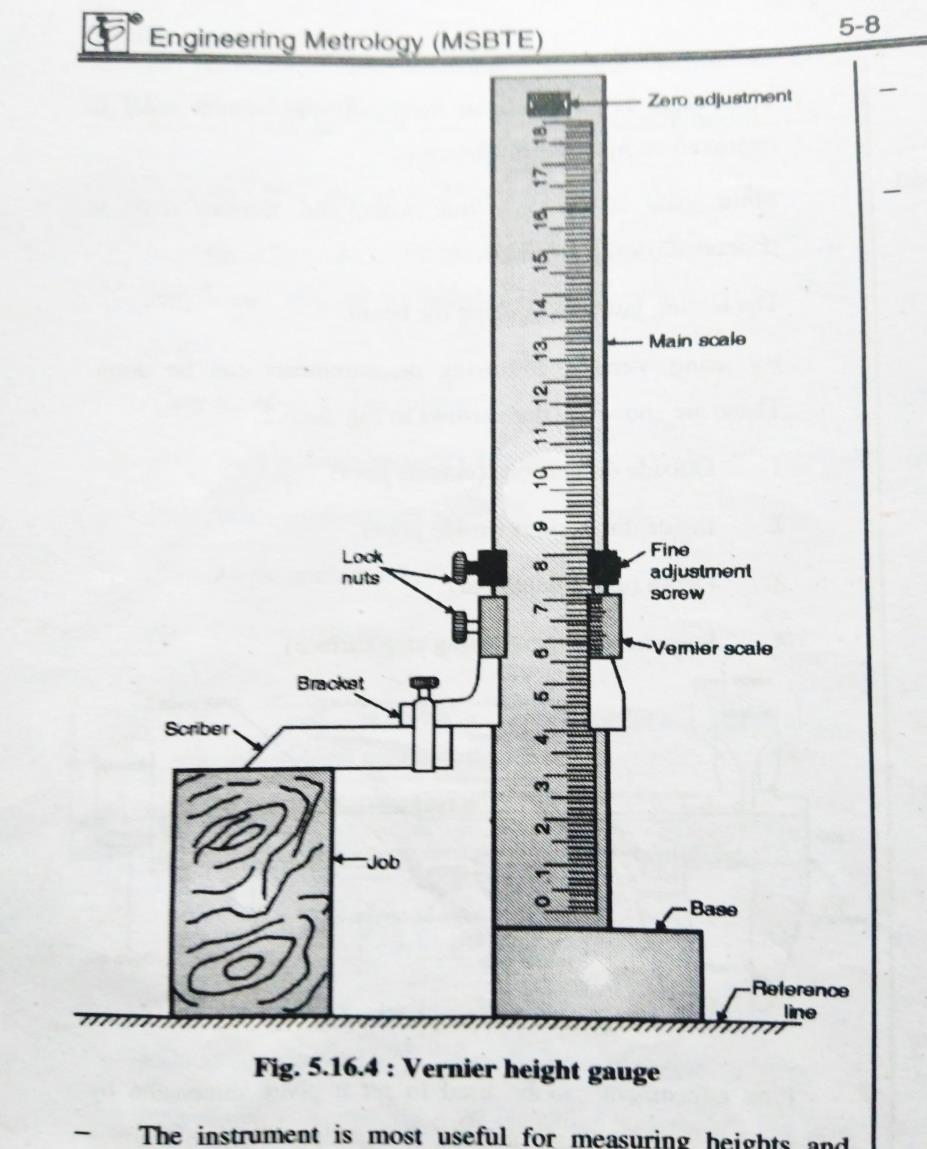 Engineering Metrology (MSBTE)
5-8
Zero adjustment
18
17
16
15
14
Main scale
13
12
11
10
9
Lock
nuts
Fine
adjustment
screw
8
7
Vernier scale
6
Bracket
5
Scriber
4
3
2
Job
1
0
Base
Reference
line
Fig. 5.16.4 : Vernier height gauge
– The instrument is most useful for measuring heights and